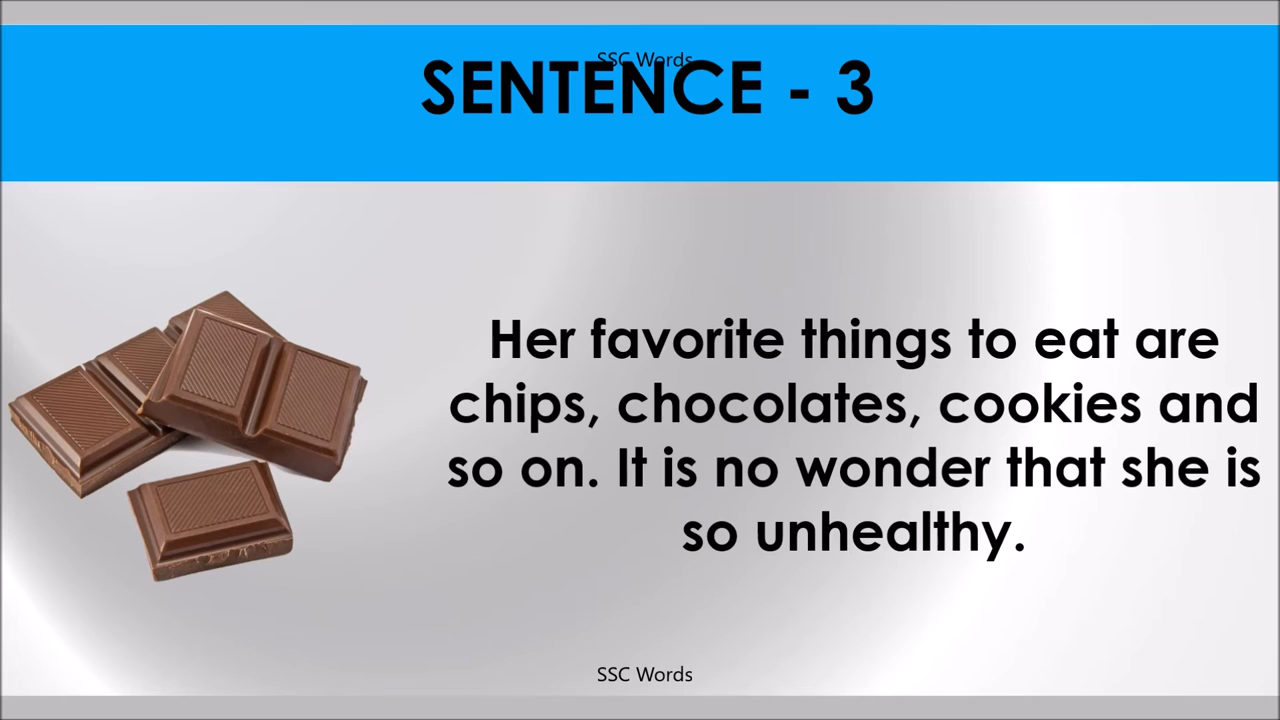 SSC Words
SENTENCE - 3
Her favorite things to eat are
chips, chocolates, cookies and
so on. It is no wonder that she is
so unhealthy.
SSC Words